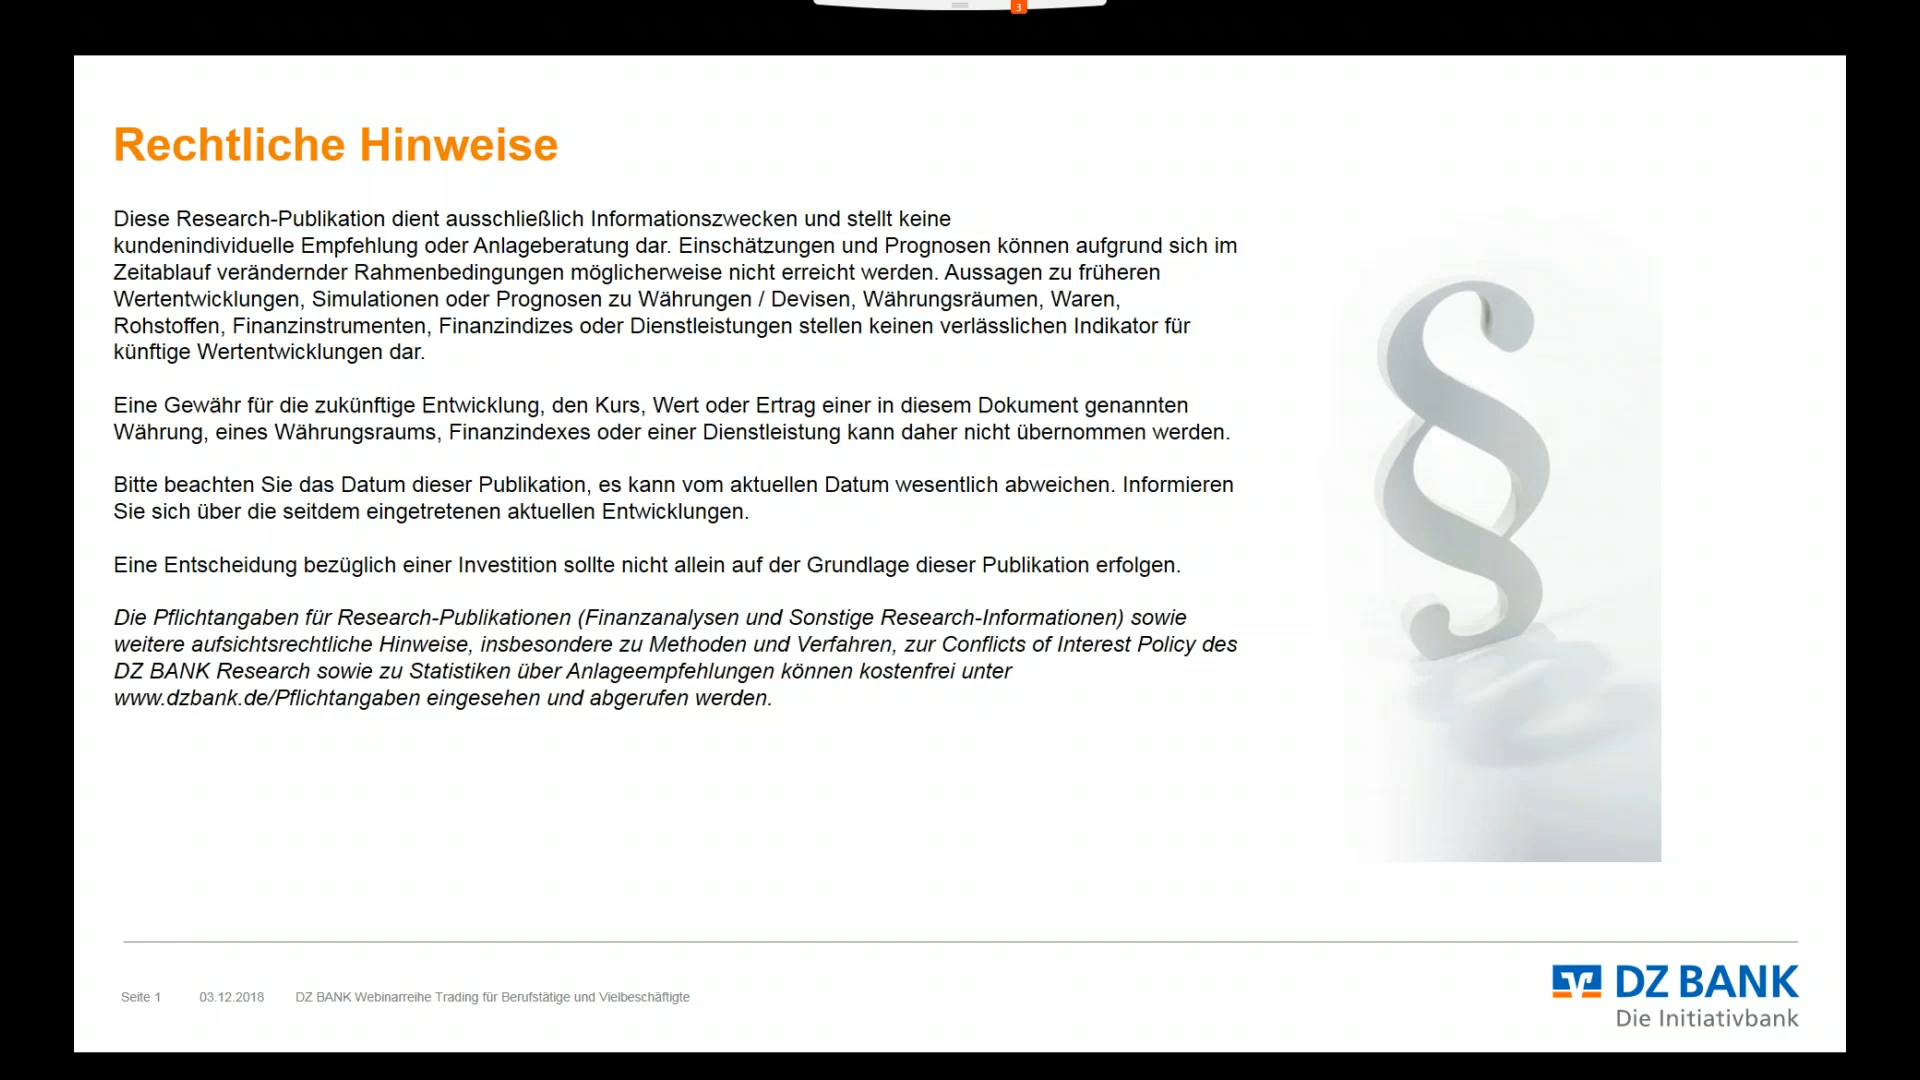 3
Rechtliche Hinweise
Diese Research-Publikation dient ausschließlich Informationszwecken und stellt keine
kundenindividuelle Empfehlung oder Anlageberatung dar. Einschätzungen und Prognosen können aufgrund sich im
Zeitablauf verändernder Rahmenbedingungen möglicherweise nicht erreicht werden. Aussagen zu früheren
Wertentwicklungen, Simulationen oder Prognosen zu Währungen / Devisen, Währungsräumen, Waren,
Rohstoffen, Finanzinstrumenten, Finanzindizes oder Dienstleistungen stellen keinen verlässlichen Indikator für
künftige Wertentwicklungen dar.
Eine Gewähr für die zukünftige Entwicklung, den Kurs, Wert oder Ertrag einer in diesem Dokument genannten
Währung, eines Währungsraums, Finanzindexes oder einer Dienstleistung kann daher nicht übernommen werden.
Bitte beachten Sie das Datum dieser Publikation, es kann vom aktuellen Datum wesentlich abweichen. Informieren
Sie sich über die seitdem eingetretenen aktuellen Entwicklungen.
Eine Entscheidung bezüglich einer Investition sollte nicht allein auf der Grundlage dieser Publikation erfolgen.
Die Pflichtangaben für Research-Publikationen (Finanzanalysen und Sonstige Research-Informationen) sowie
weitere aufsichtsrechtliche Hinweise, insbesondere zu Methoden und Verfahren, zur Conflicts of Interest Policy des
DZ BANK Research sowie zu Statistiken über Anlageempfehlungen können kostenfrei unter
www.dzbank.de/Pflichtangaben eingesehen und abgerufen werden.
§
Seite 1 03.12.2018 DZ BANK Webinarreihe Trading für Berufstätige und Vielbeschäftigte
DZ BANK
Die Initiativbank